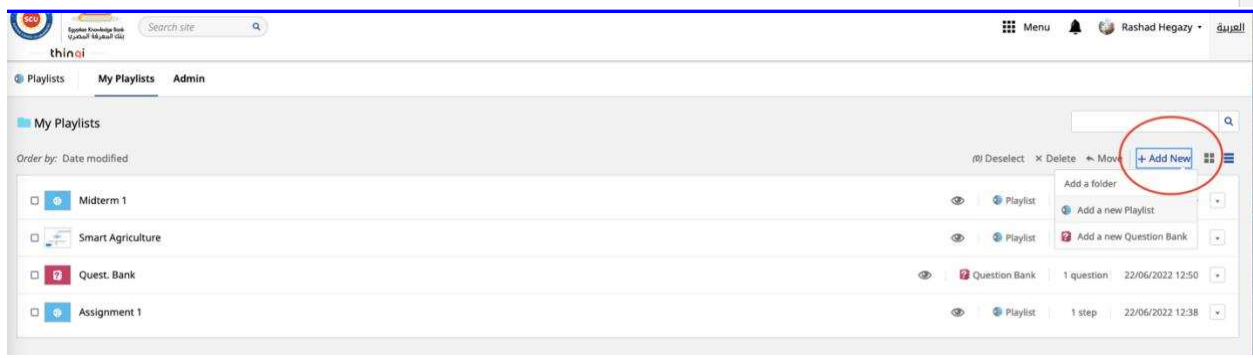 SCU
Egyptian Knowledge Bank
بنك المعرفة المصري
thinqi
Search site
Menu
Rashad Hegazy
العربية
Playlists My Playlists Admin
My Playlists
Order by: Date modified
(0) Deselect × Delete Move + Add New
Add a folder
Add a new Playlist
Add a new Question Bank
Midterm 1 Playlist
Smart Agriculture Playlist
Quest. Bank Question Bank 1 question 22/06/2022 12:50
Assignment 1 Playlist 1 step 22/06/2022 12:38